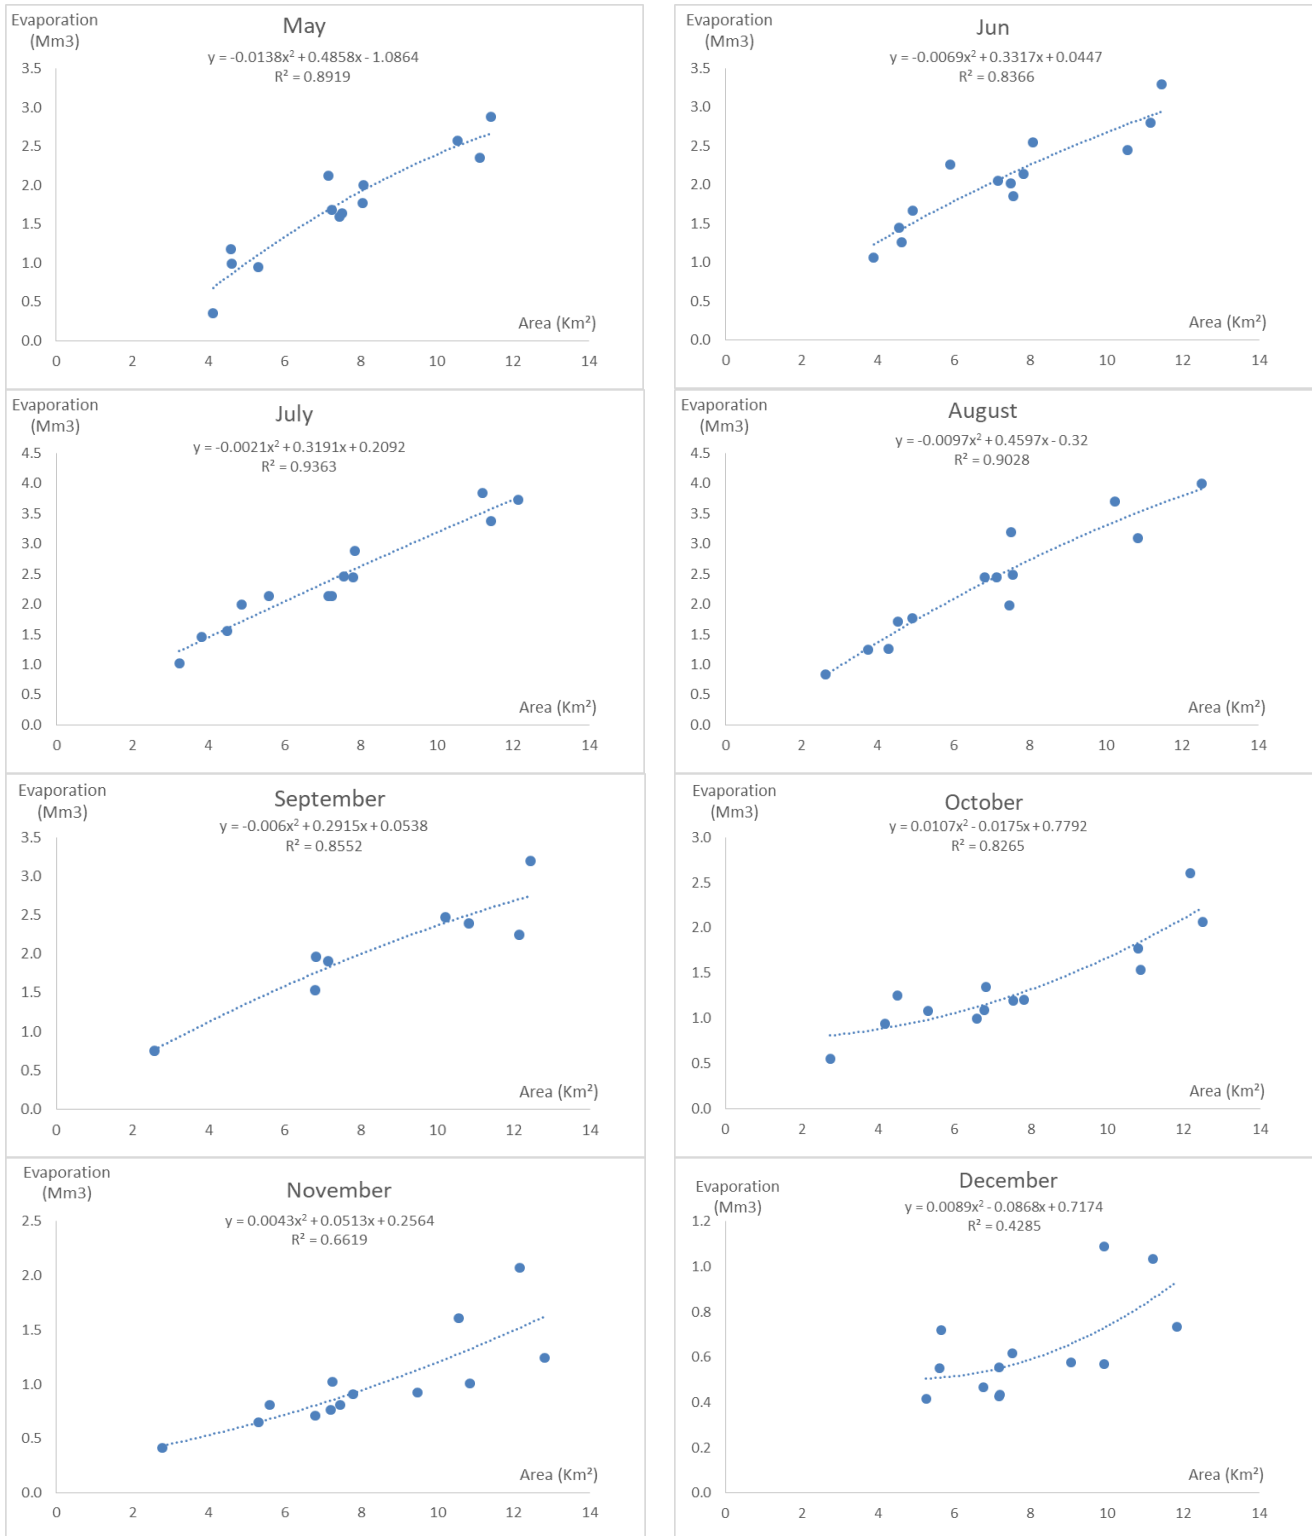 Evaporation
(Mm3)
May
y = -0.0138x² + 0.4858x - 1.0864
R² = 0.8919
3.5
3.0
2.5
2.0
1.5
1.0
0.5
0.0
Area (Km²)
0 2 4 6 8 10 12 14
Evaporation
(Mm3)
Jun
y = -0.0069x² + 0.3317x + 0.0447
R² = 0.8366
3.5
3.0
2.5
2.0
1.5
1.0
0.5
0.0
Area (Km²)
0 2 4 6 8 10 12 14
Evaporation
(Mm3)
July
y = -0.0021x² + 0.3191x + 0.2092
R² = 0.9363
4.5
4.0
3.5
3.0
2.5
2.0
1.5
1.0
0.5
0.0
Area (Km²)
0 2 4 6 8 10 12 14
Evaporation
(Mm3)
August
y = -0.0097x² + 0.4597x - 0.32
R² = 0.9028
4.5
4.0
3.5
3.0
2.5
2.0
1.5
1.0
0.5
0.0
Area (Km²)
0 2 4 6 8 10 12 14
Evaporation
(Mm3)
September
y = -0.006x² + 0.2915x + 0.0538
R² = 0.8552
3.5
3.0
2.5
2.0
1.5
1.0
0.5
0.0
Area (Km²)
0 2 4 6 8 10 12 14
Evaporation
(Mm3)
October
y = 0.0107x² - 0.0175x + 0.7792
R² = 0.8265
3.0
2.5
2.0
1.5
1.0
0.5
0.0
Area (Km²)
0 2 4 6 8 10 12 14
Evaporation
(Mm3)
November
y = 0.0043x² + 0.0513x + 0.2564
R² = 0.6619
2.5
2.0
1.5
1.0
0.5
0.0
Area (Km²)
0 2 4 6 8 10 12 14
Evaporation
(Mm3)
December
y = 0.0089x² - 0.0868x + 0.7174
R² = 0.4285
1.2
1.0
0.8
0.6
0.4
0.2
0.0
Area (Km²)
0 2 4 6 8 10 12 14